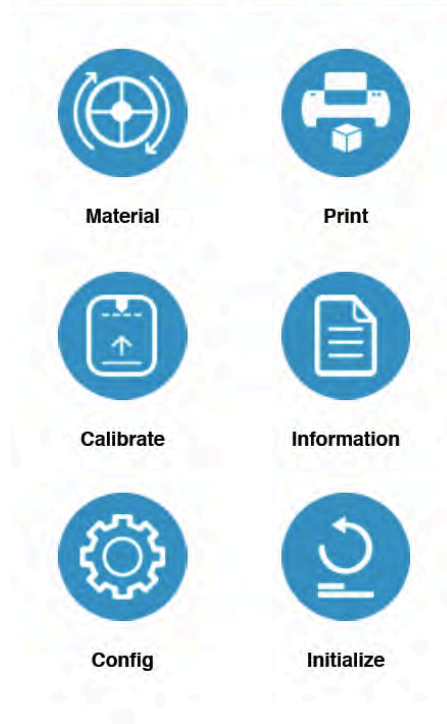 Material
Print
Calibrate
Information
Config
Initialize